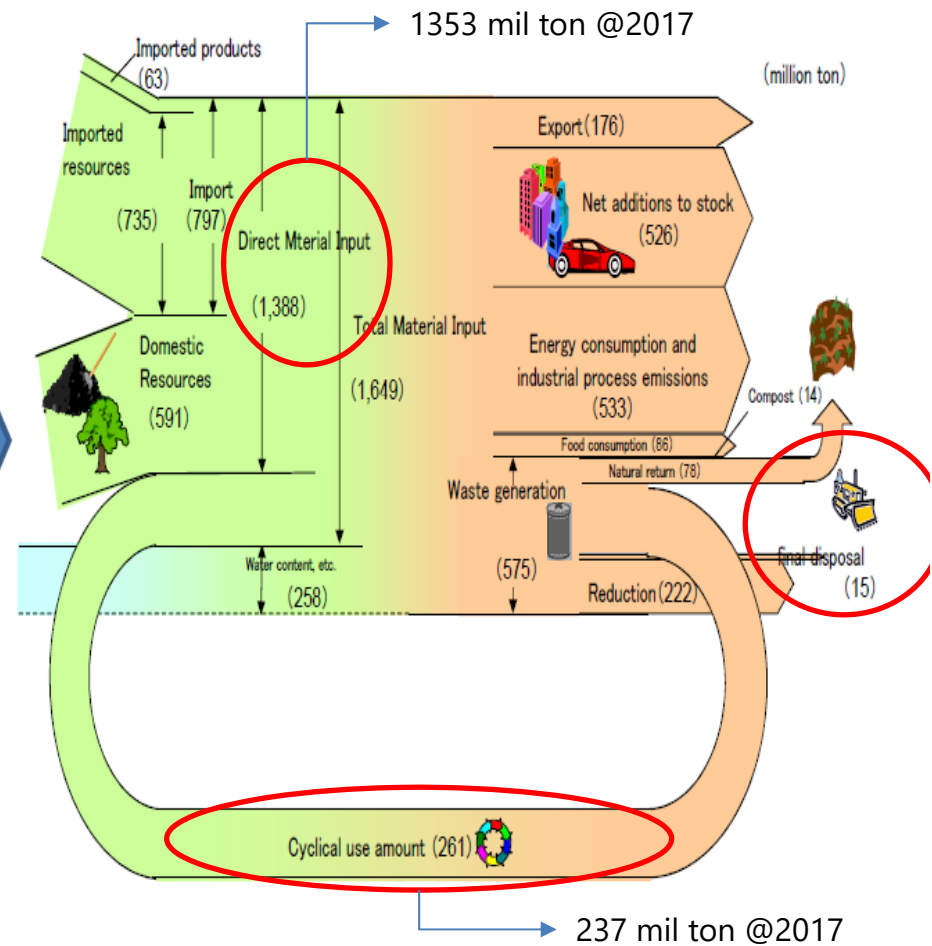 1353 mil ton @2017
Imported products
(63)
(million ton)
Imported
resources
Import
(735)
(797)
Direct Mterial Input
(1,388)
Export(176)
Net additions to stock
(526)
Total Material Input
(1,649)
Domestic
Resources
(591)
Energy consumption and
industrial process emissions
(533)
Compost (14)
Food consumption (86)
Natural return (78)
Waste generation
(575)
Water content, etc.
(258)
Reduction(222)
final disposal
(15)
Cyclical use amount (261)
237 mil ton @2017